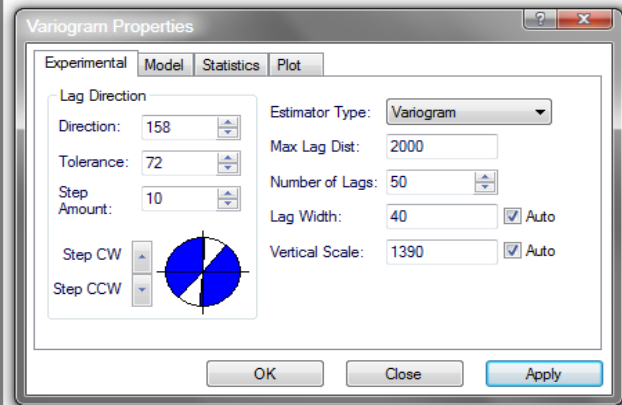 Variogram Properties
Experimental Model Statistics Plot
Lag Direction
Direction: 158
Tolerance: 72
Step Amount: 10
Step CW
Step CCW
Estimator Type: Variogram
Max Lag Dist: 2000
Number of Lags: 50
Lag Width: 40 Auto
Vertical Scale: 1390 Auto
OK Close Apply